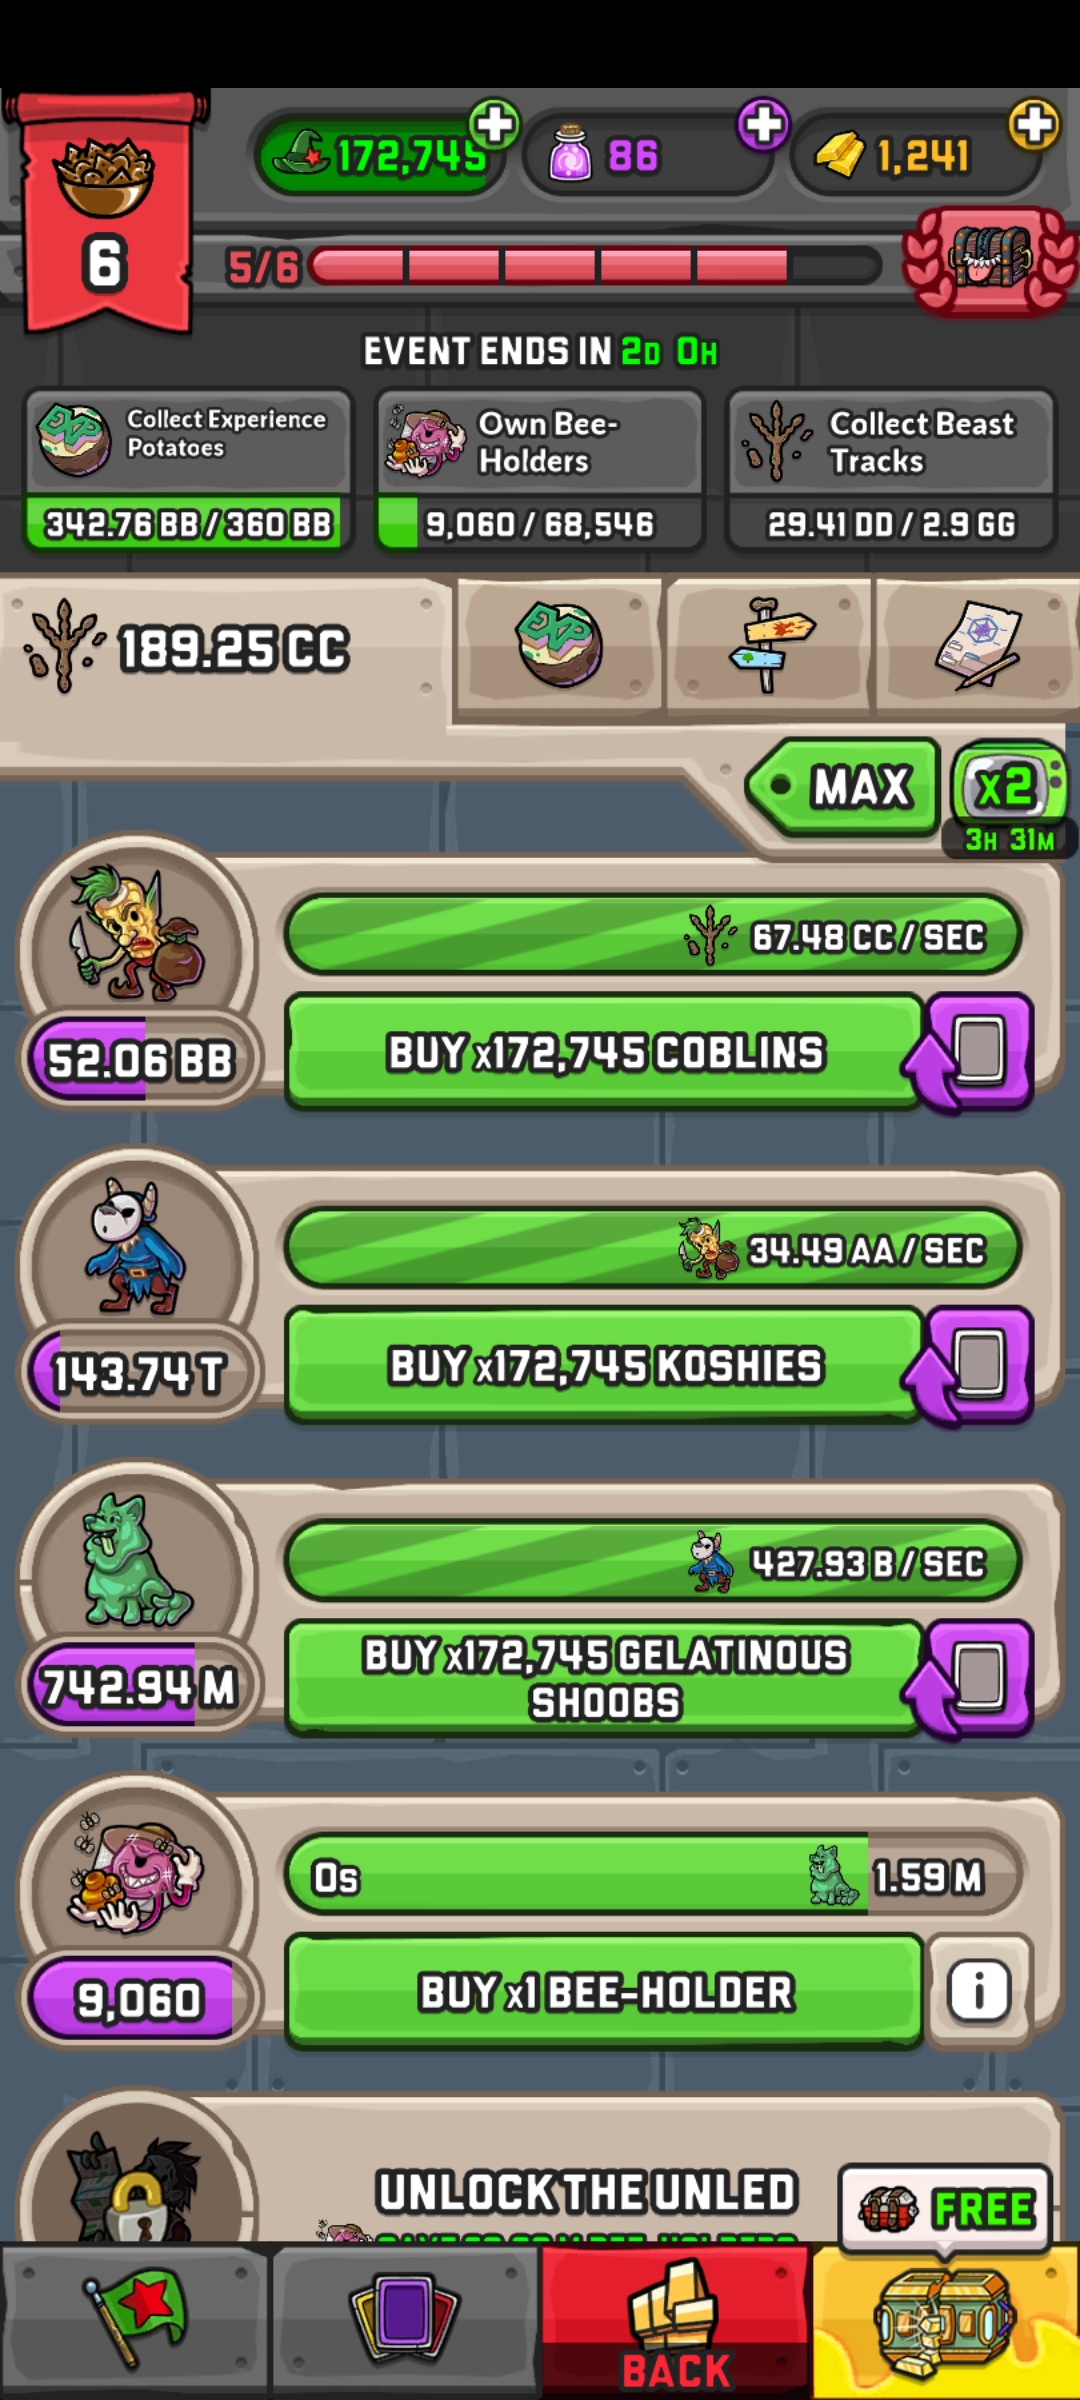 172,745
86
1,241
6
5/6
EVENT ENDS IN 2D 0H
EXP
Collect Experience
Potatoes
342.76 BB / 360 BB
Own Bee-
Holders
9,060 / 68,546
Collect Beast
Tracks
29.41 DD / 2.9 GG
189.25 CC
EXP
MAX
x2
3H 31M
67.48 CC / SEC
52.06 BB
BUY x172,745 COBLINS
34.49 AA / SEC
143.74 T
BUY x172,745 KOSHIES
427.93 B / SEC
742.94 M
BUY x172,745 GELATINOUS
SHOOBS
0s
1.59 M
9,060
BUY x1 BEE-HOLDER
i
UNLOCK THE UNLED
FREE
BACK